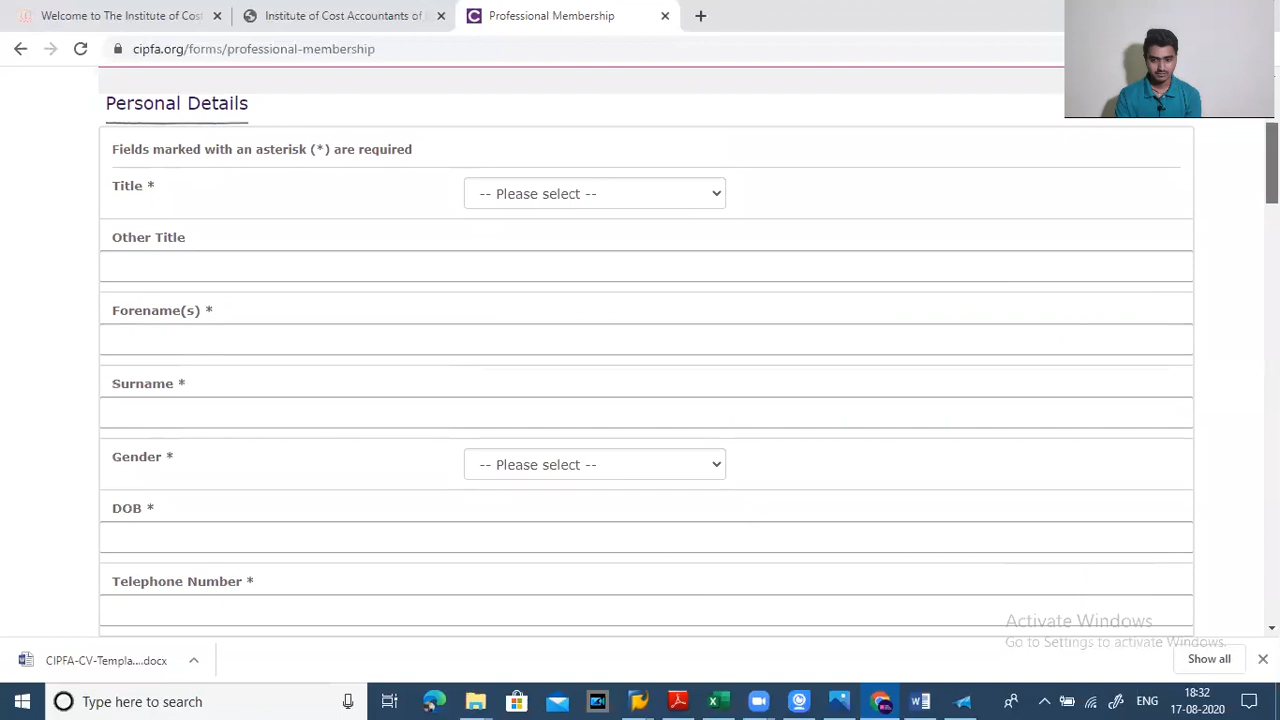 Welcome to The Institute of Cost
Institute of Cost Accountants of
Professional Membership
cipfa.org/forms/professional-membership
Personal Details
Fields marked with an asterisk (*) are required
Title *
-- Please select --
Other Title
Forename(s) *
Surname *
Gender *
-- Please select --
DOB *
Telephone Number *
Activate Windows
Go to Settings to activate Windows.
CIPFA-CV-Templa....docx
Show all
Type here to search
ENG
18:32
17-08-2020